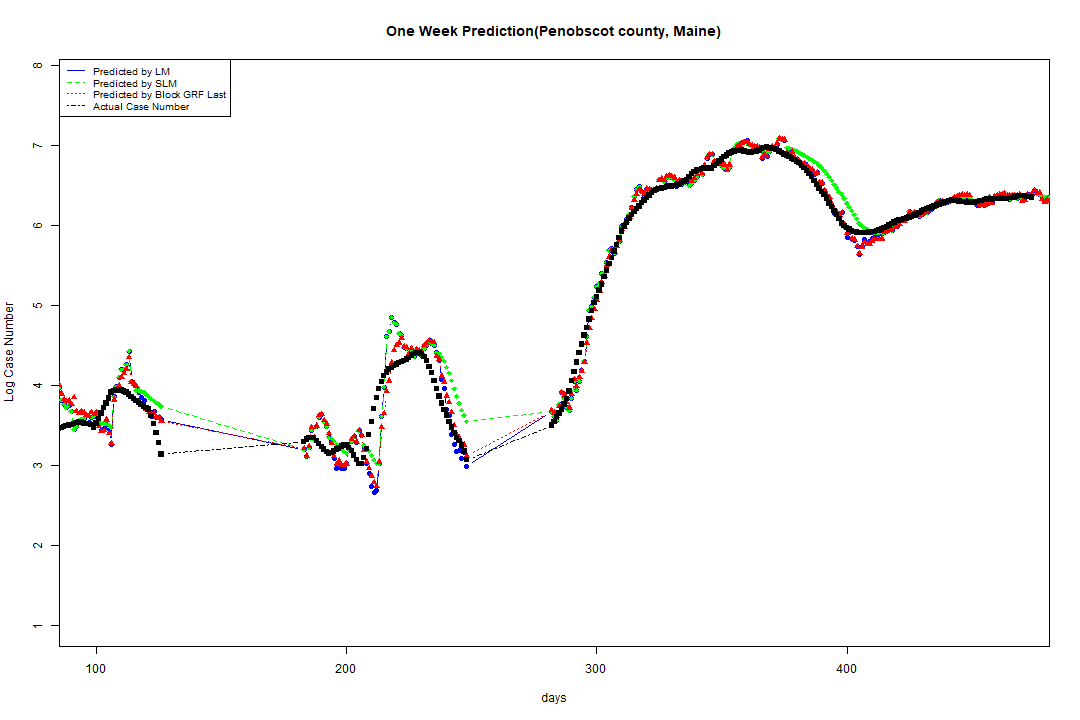 One Week Prediction(Penobscot county, Maine)
8
Predicted by LM
Predicted by SLM
Predicted by Block GRF Last
Actual Case Number
7
6
5
4
3
2
1
Log Case Number
100 200 300 400
days